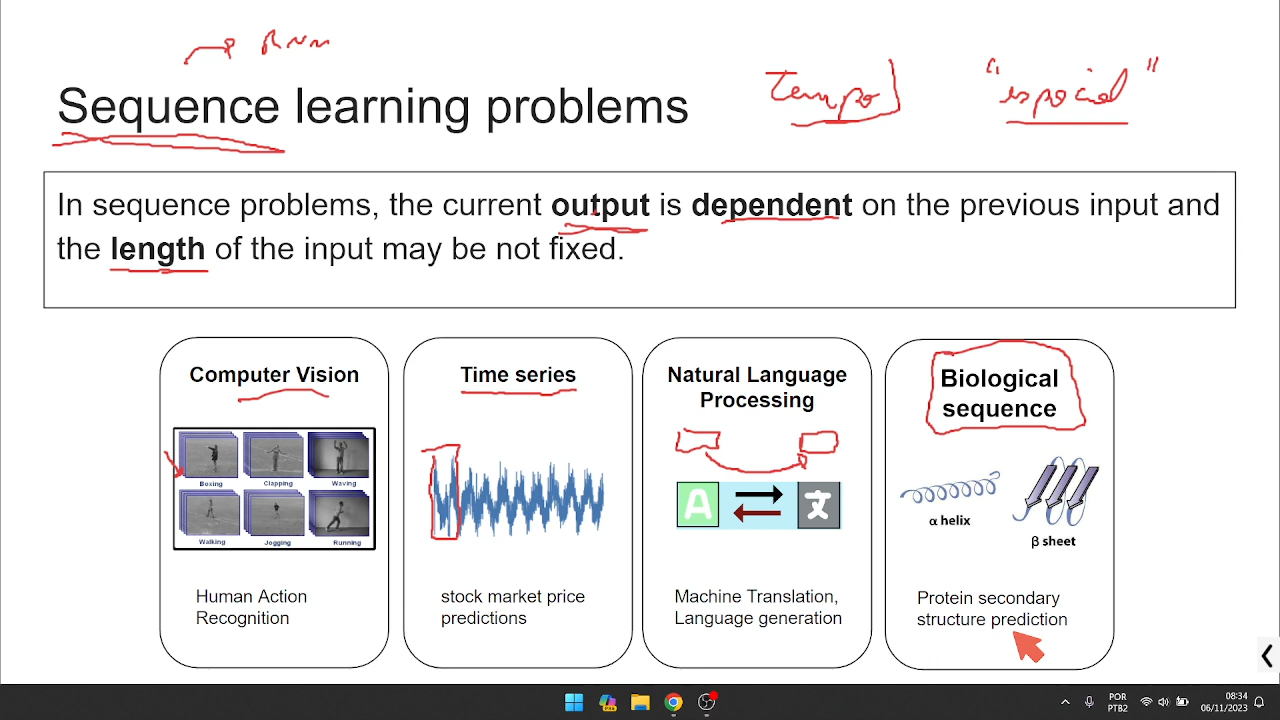 RNN
Tempo
"espacial"
Sequence learning problems
In sequence problems, the current output is dependent on the previous input and
the length of the input may be not fixed.
Computer Vision
Boxing
Clapping
Waving
Walking
Jogging
Running
Human Action
Recognition
Time series
stock market price
predictions
Natural Language
Processing
A
文
Machine Translation,
Language generation
Biological
sequence
α helix
β sheet
Protein secondary
structure prediction
POR
PTB2
08:34
06/11/2023